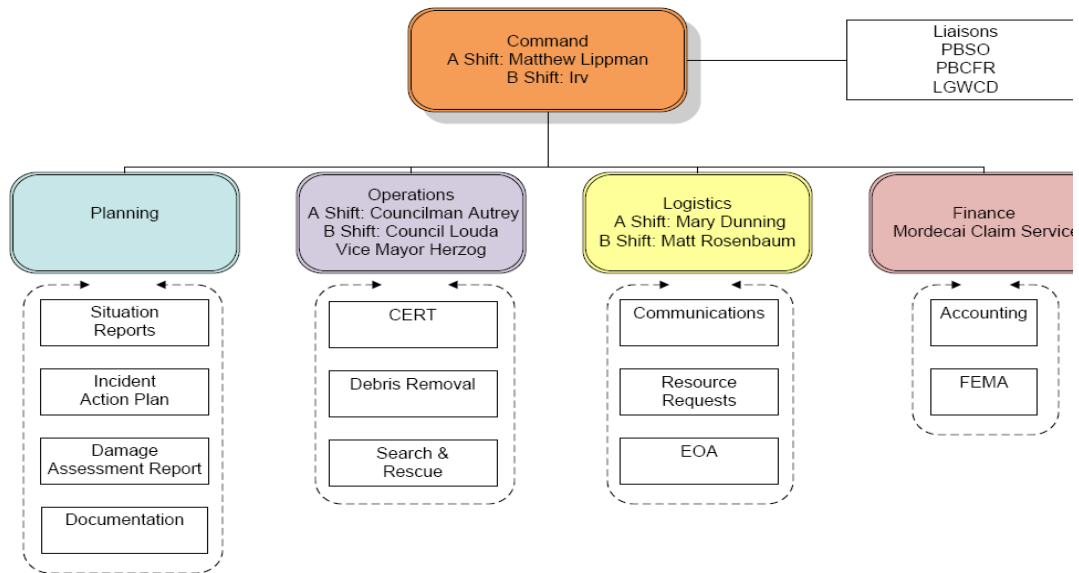 Command
A Shift: Matthew Lippman
B Shift: Irv
Liaisons
PBSO
PBCFR
LGWCD
Planning
Operations
A Shift: Councilman Autrey
B Shift: Council Louda
Vice Mayor Herzog
Logistics
A Shift: Mary Dunning
B Shift: Matt Rosenbaum
Finance
Mordecai Claim Service
Situation
Reports
Incident
Action Plan
Damage
Assessment Report
Documentation
CERT
Debris Removal
Search &
Rescue
Communications
Resource
Requests
EOA
Accounting
FEMA